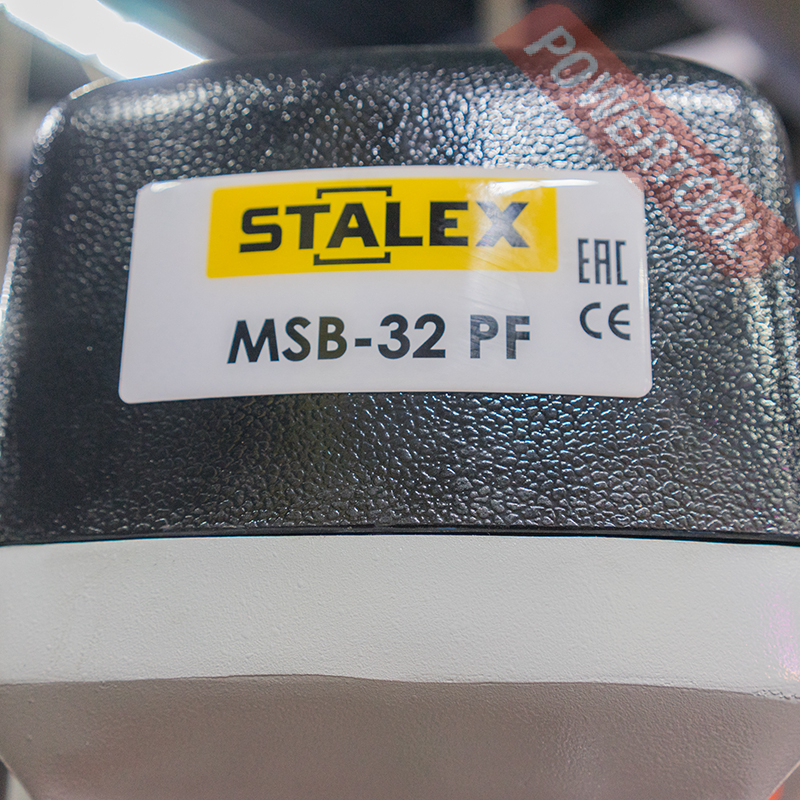 POWERTOOL
STALEX
EAC
MSB-32 PF
CE